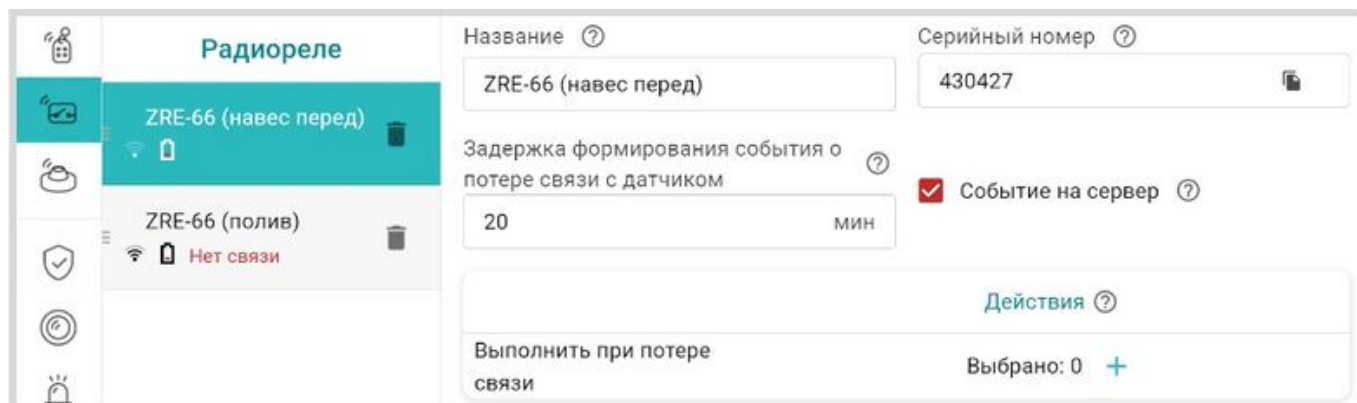 Радиореле
ZRE-66 (навес перед)
ZRE-66 (полив)
Нет связи
Название
ZRE-66 (навес перед)
Серийный номер
430427
Задержка формирования события о
потере связи с датчиком
20 мин
Событие на сервер
Действия
Выполнить при потере
связи
Выбрано: 0 +